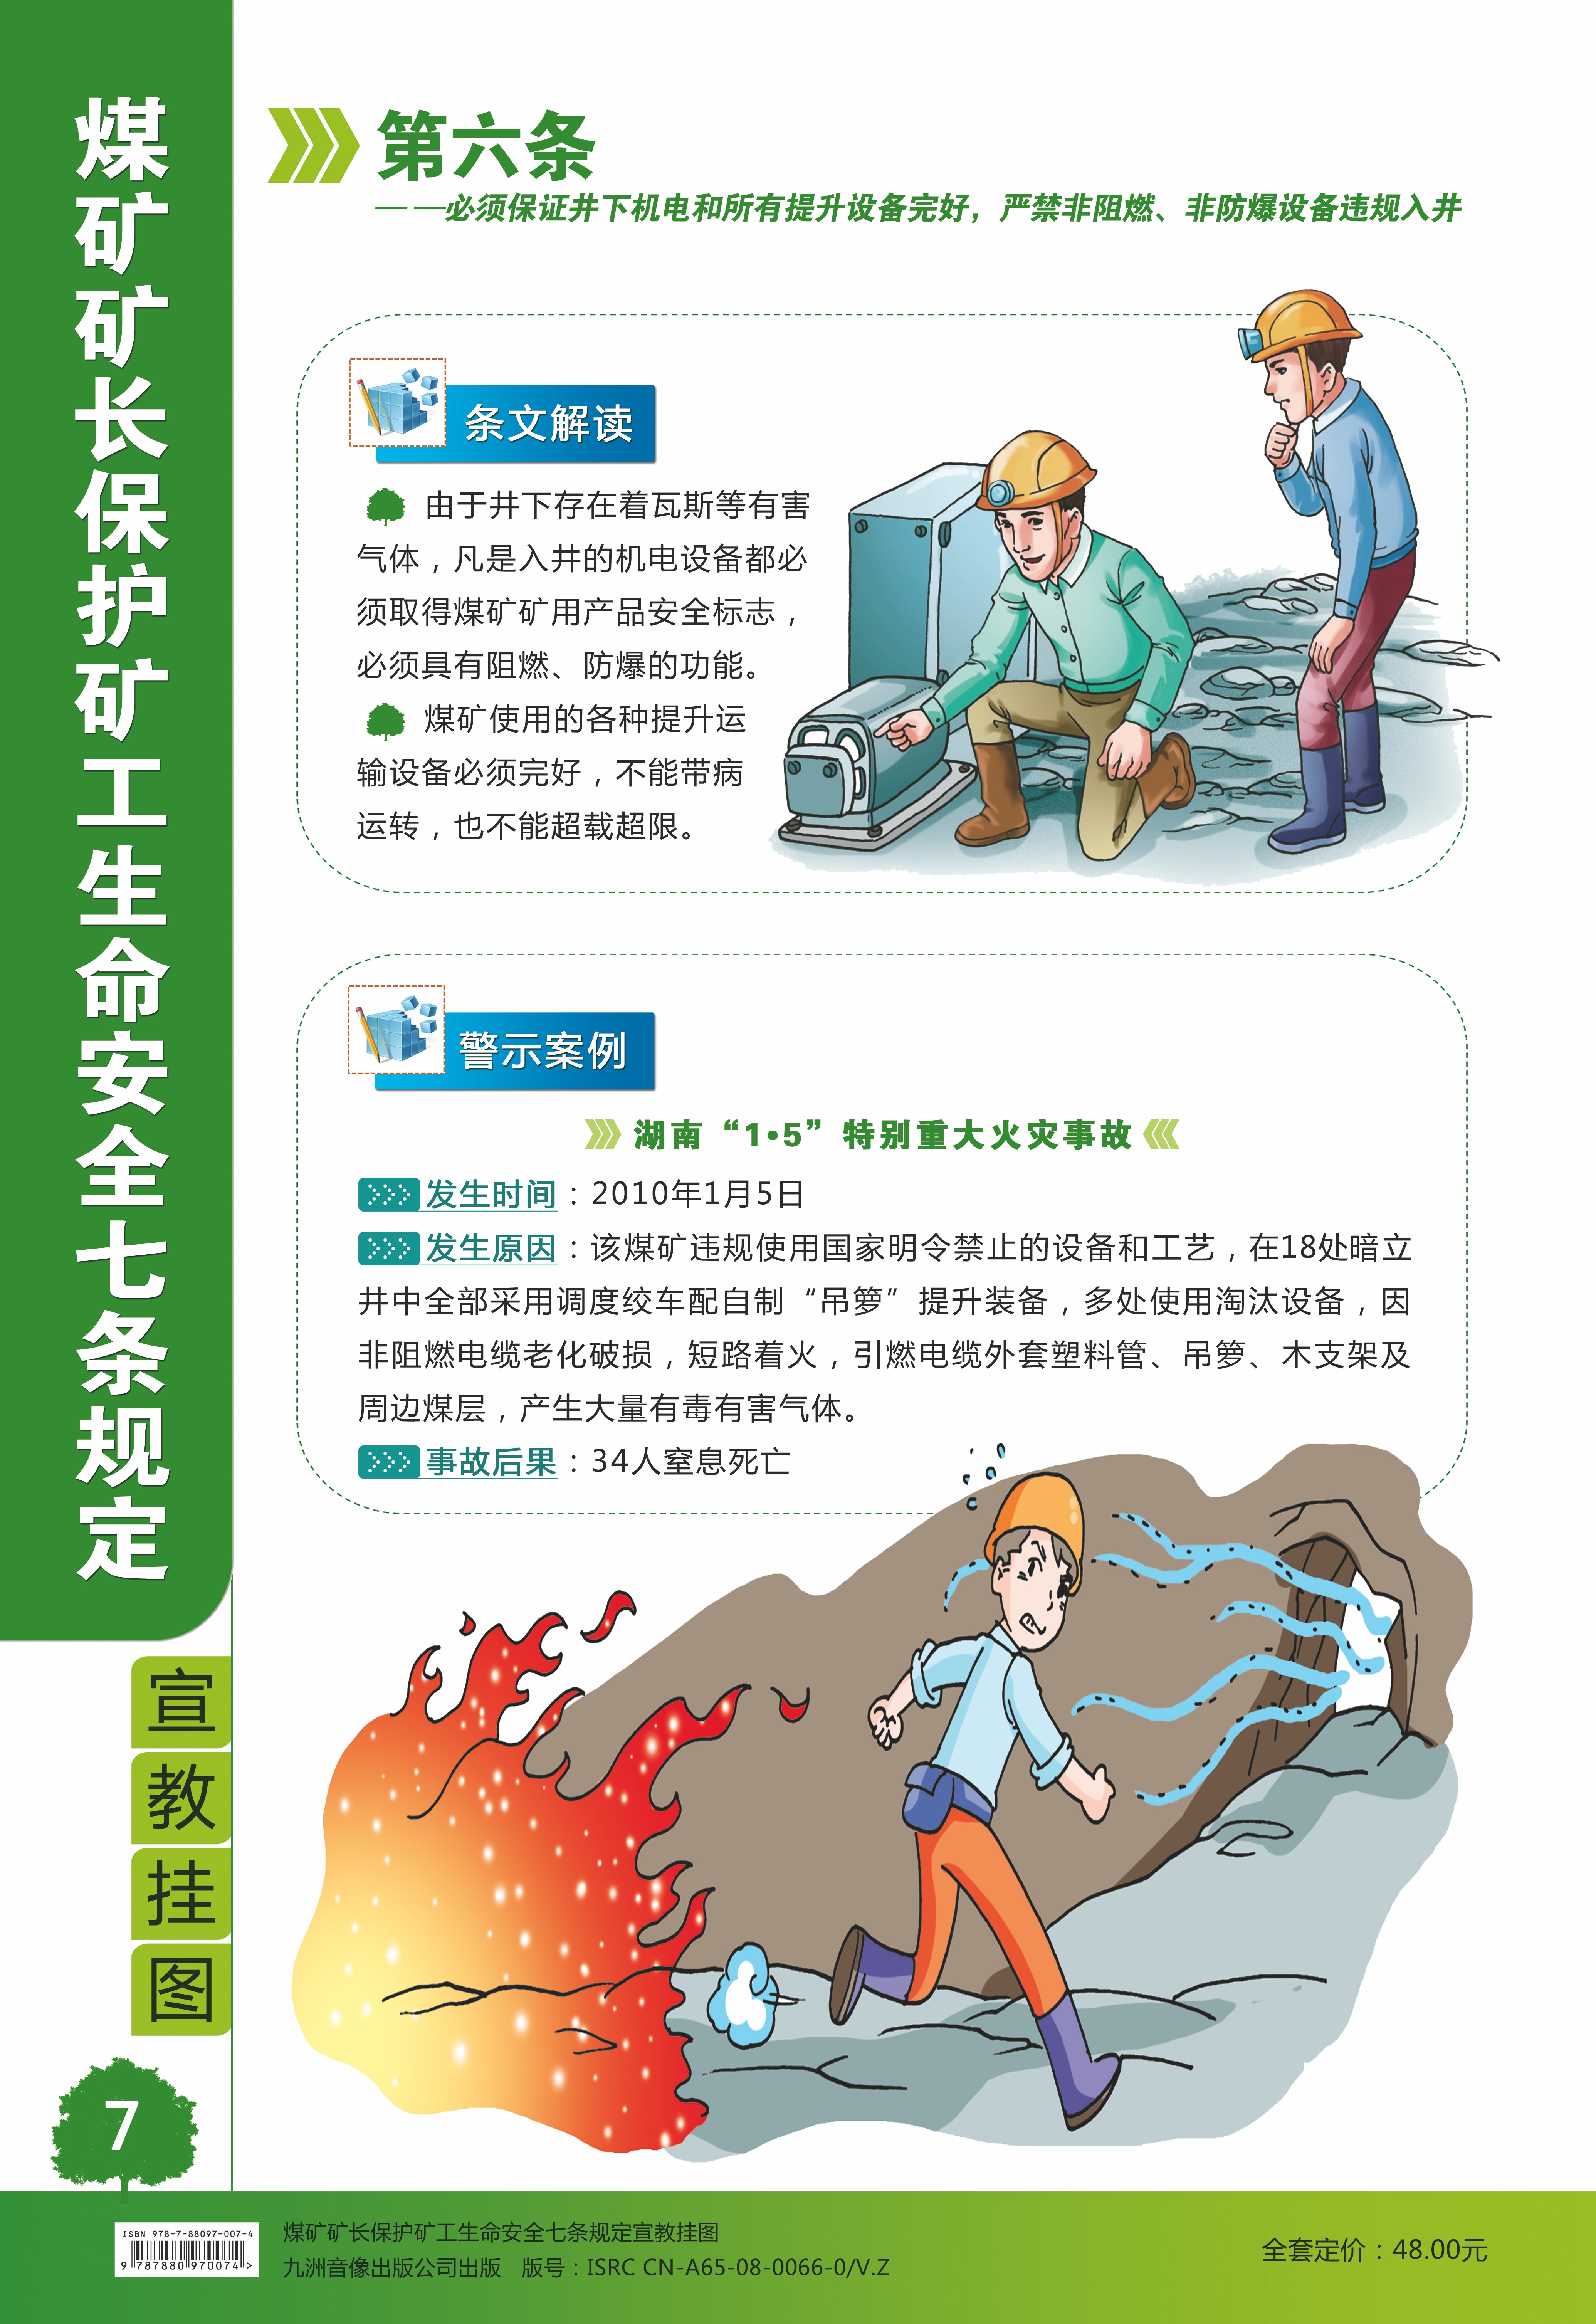 煤矿矿长保护矿工生命安全七条规定
宣教挂图
7
第六条
— —必须保证井下机电和所有提升设备完好，严禁非阻燃、非防爆设备违规入井
条文解读
由于井下存在着瓦斯等有害
气体，凡是入井的机电设备都必
须取得煤矿矿用产品安全标志，
必须具有阻燃、防爆的功能。
煤矿使用的各种提升运
输设备必须完好，不能带病
运转，也不能超载超限。
警示案例
湖南“1·5”特别重大火灾事故
发生时间：2010年1月5日
发生原因：该煤矿违规使用国家明令禁止的设备和工艺，在18处暗立
井中全部采用调度绞车配自制“吊箩”提升装备，多处使用淘汰设备，因
非阻燃电缆老化破损，短路着火，引燃电缆外套塑料管、吊箩、木支架及
周边煤层，产生大量有毒有害气体。
事故后果：34人窒息死亡
ISBN 978-7-88097-007-4
9 787880 970074 >
煤矿矿长保护矿工生命安全七条规定宣教挂图
九洲音像出版公司出版 版号：ISRC CN-A65-08-0066-0/V.Z
全套定价：48.00元